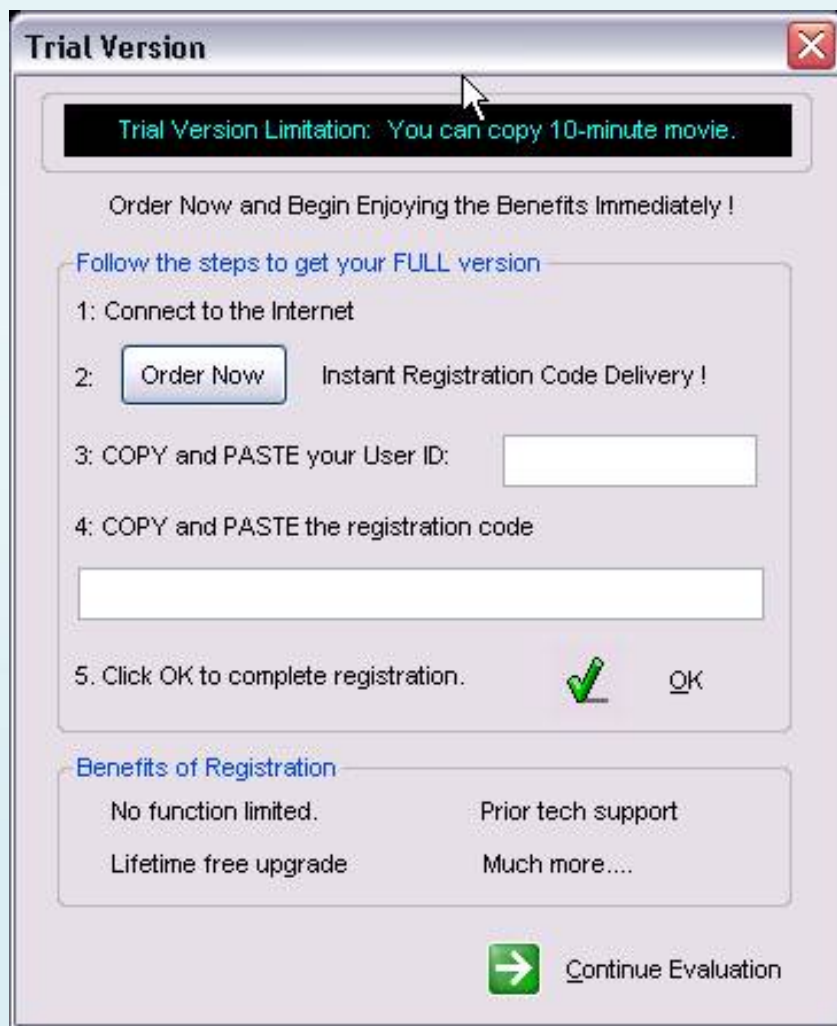 Trial Version
Trial Version Limitation: You can copy 10-minute movie.
Order Now and Begin Enjoying the Benefits Immediately !
Follow the steps to get your FULL version
1: Connect to the Internet
2: Order Now Instant Registration Code Delivery !
3: COPY and PASTE your User ID:
4: COPY and PASTE the registration code
5. Click OK to complete registration. OK
Benefits of Registration
No function limited. Prior tech support
Lifetime free upgrade Much more....
Continue Evaluation